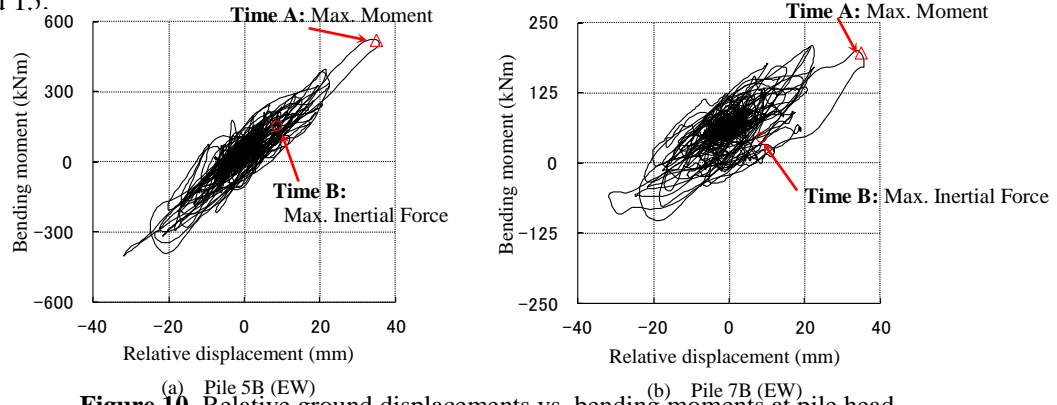 Time A: Max. Moment
600
300
0
−300
−600
Bending moment (kNm)
Time B:
Max. Inertial Force
−40 −20 0 20 40
Relative displacement (mm)
(a) Pile 5B (EW)
Time A: Max. Moment
250
125
0
−125
−250
Bending moment (kNm)
Time B: Max. Inertial Force
−40 −20 0 20 40
Relative displacement (mm)
(b) Pile 7B (EW)
Figure 10. Relative ground displacements vs. bending moments at pile head